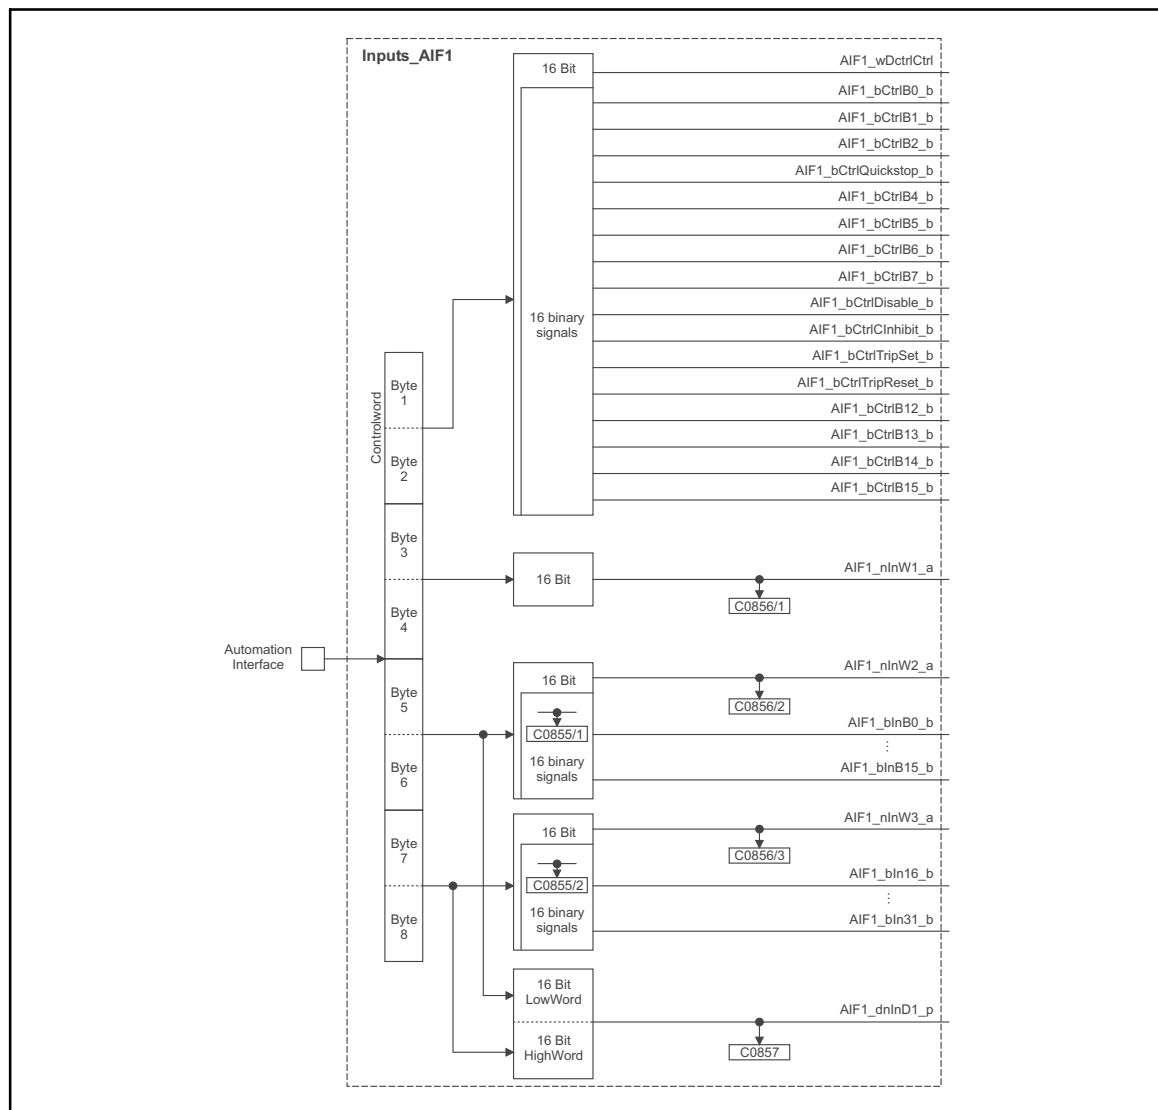 Inputs_AIF1
16 Bit
AIF1_wDctrlCtrl
AIF1_bCtrlB0_b
AIF1_bCtrlB1_b
AIF1_bCtrlB2_b
AIF1_bCtrlQuickstop_b
AIF1_bCtrlB4_b
AIF1_bCtrlB5_b
AIF1_bCtrlB6_b
AIF1_bCtrlB7_b
AIF1_bCtrlDisable_b
AIF1_bCtrlCInhibit_b
AIF1_bCtrlTripSet_b
AIF1_bCtrlTripReset_b
AIF1_bCtrlB12_b
AIF1_bCtrlB13_b
AIF1_bCtrlB14_b
AIF1_bCtrlB15_b
16 binary
signals
Controlword
Byte
1
Byte
2
Byte
3
Byte
4
Byte
5
Byte
6
Byte
7
Byte
8
Automation
Interface
16 Bit
AIF1_nInW1_a
C0856/1
16 Bit
AIF1_nInW2_a
C0856/2
C0855/1
16 binary
signals
AIF1_bInB0_b
⋮
AIF1_bInB15_b
16 Bit
AIF1_nInW3_a
C0856/3
C0855/2
16 binary
signals
AIF1_bIn16_b
⋮
AIF1_bIn31_b
16 Bit
LowWord
16 Bit
HighWord
AIF1_dnInD1_p
C0857